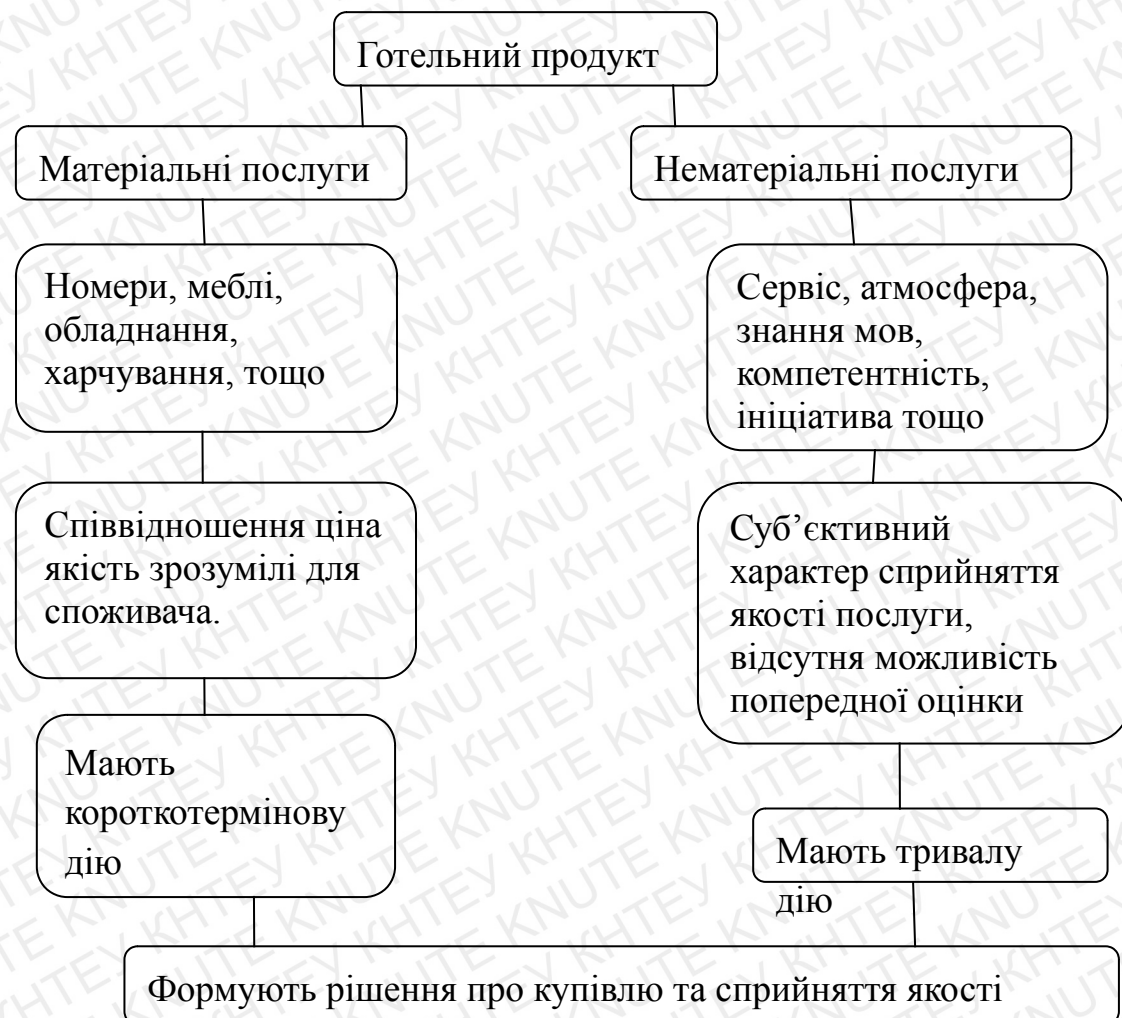 Готельний продукт
Матеріальні послуги
Нематеріальні послуги
Номери, меблі,
обладнання,
харчування, тощо
Сервіс, атмосфера,
знання мов,
компетентність,
ініціатива тощо
Співвідношення ціна
якість зрозумілі для
споживача.
Суб’єктивний
характер сприйняття
якості послуги,
відсутня можливість
попередної оцінки
Мають
короткотермінову
дію
Мають тривалу
дію
Формують рішення про купівлю та сприйняття якості